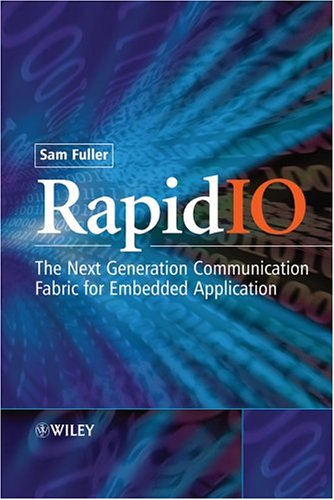 Sam Fuller
RapidIO
The Next Generation Communication
Fabric for Embedded Application
WILEY